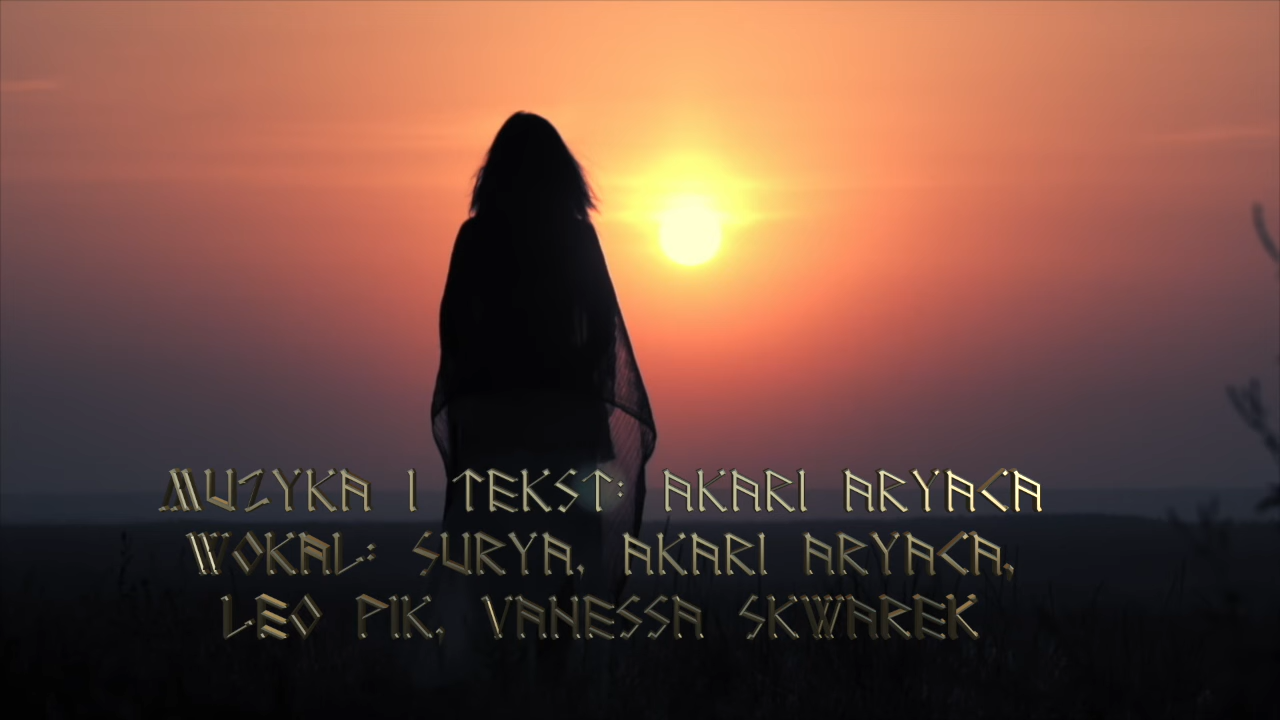 MUZYKA I TEKST: AKARI ARYACA
WOKAL: SURYA, AKARI ARYACA,
LEO PIK, VANESSA SKWAREK